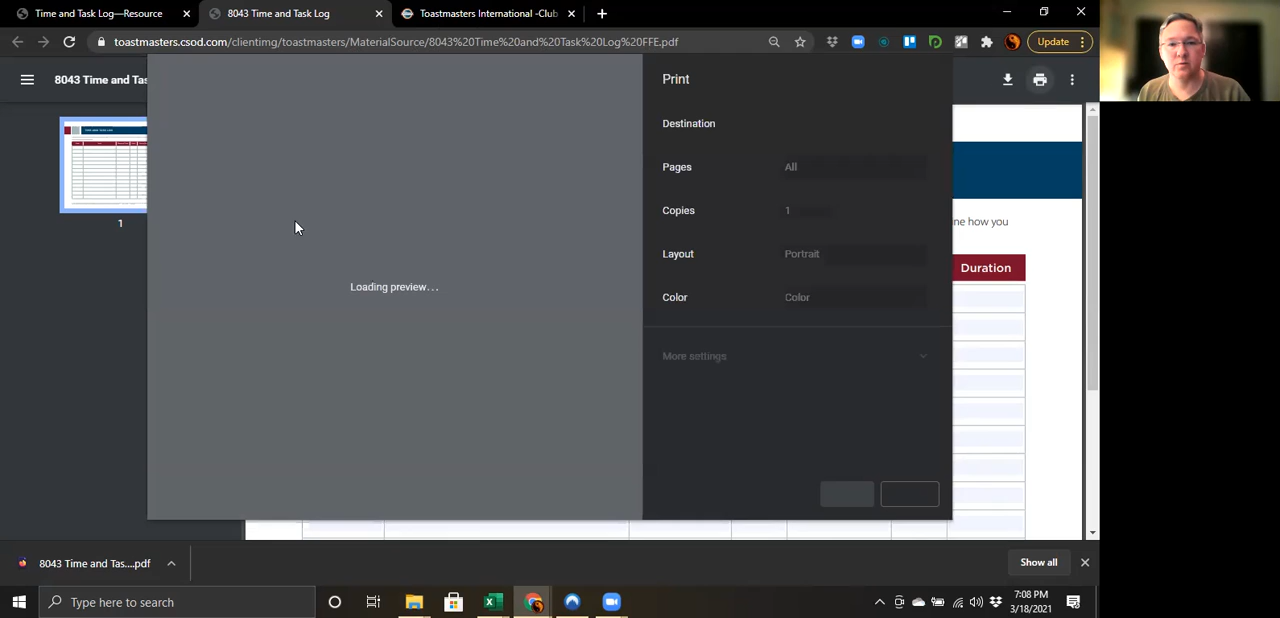 Time and Task Log—Resource
8043 Time and Task Log
Toastmasters International -Club
Update
toastmasters.csod.com/clientimg/toastmasters/MaterialSource/8043%20Time%20and%20Task%20Log%20FFE.pdf
8043 Time and Tas
Print
Destination
Pages All
Copies 1
Layout Portrait
Color Color
More settings
Loading preview...
1
ine how you
Duration
8043 Time and Tas....pdf
Show all
Type here to search
7:08 PM
3/18/2021